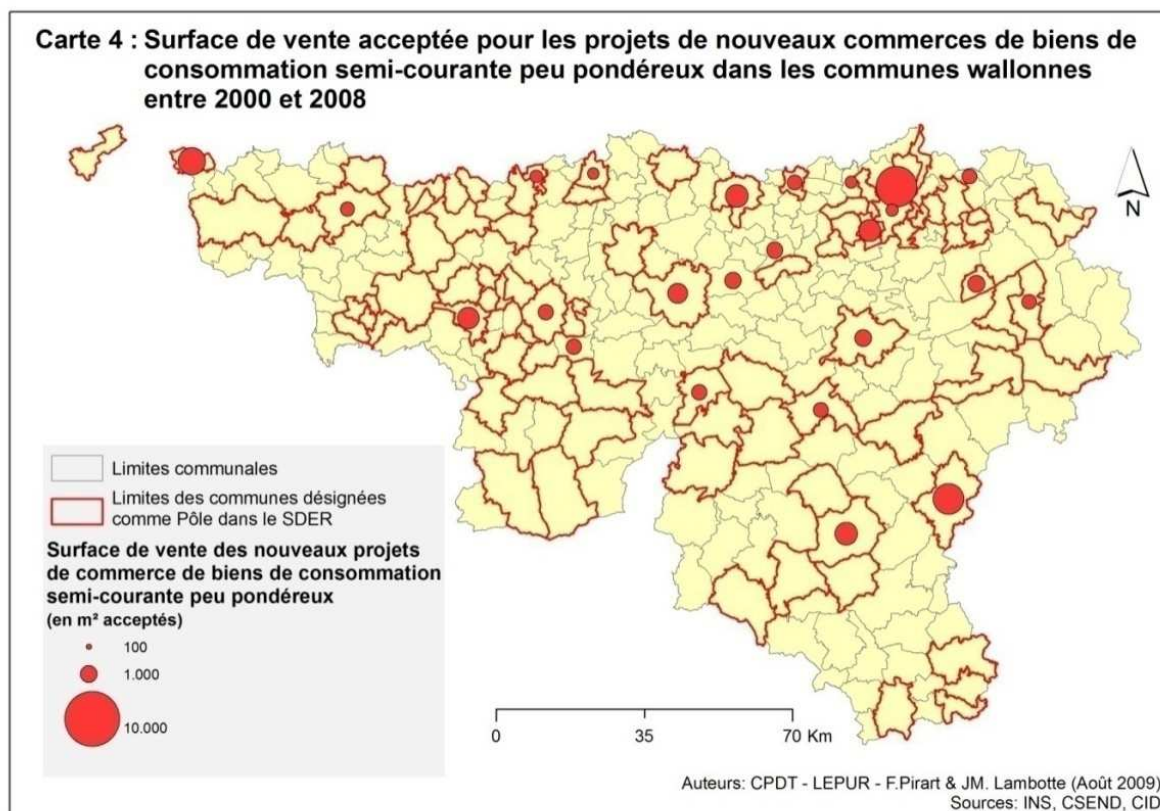 Carte 4 : Surface de vente acceptée pour les projets de nouveaux commerces de biens de
consommation semi-courante peu pondéreux dans les communes wallonnes
entre 2000 et 2008
N
Limites communales
Limites des communes désignées
comme Pôle dans le SDER
Surface de vente des nouveaux projets
de commerce de biens de consommation
semi-courante peu pondéreux
(en m² acceptés)
100
1.000
10.000
0 35 70 Km
Auteurs: CPDT - LEPUR - F.Pirart & JM. Lambotte (Août 2009)
Sources: INS, CSEND, CID